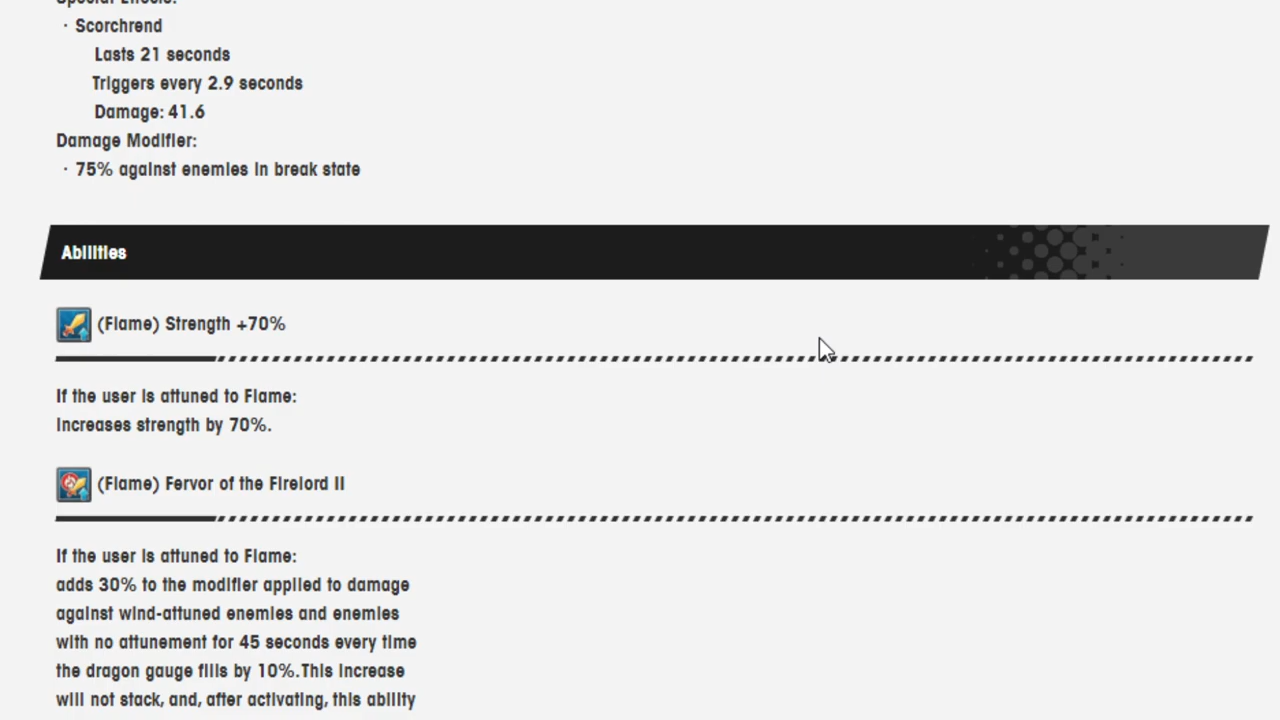 Special Effects:
· Scorchrend
Lasts 21 seconds
Triggers every 2.9 seconds
Damage: 41.6
Damage Modifier:
· 75% against enemies in break state
Abilities
(Flame) Strength +70%
If the user is attuned to Flame:
Increases strength by 70%.
(Flame) Fervor of the Firelord II
If the user is attuned to Flame:
adds 30% to the modifier applied to damage
against wind-attuned enemies and enemies
with no attunement for 45 seconds every time
the dragon gauge fills by 10%.This increase
will not stack, and, after activating, this ability